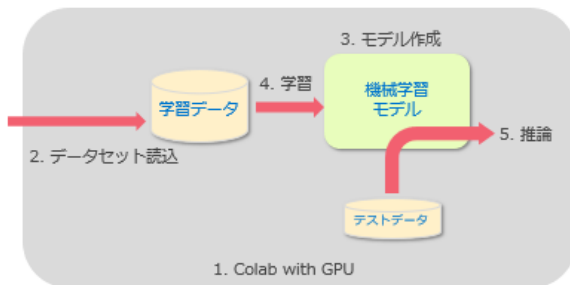 3. モデル作成
4. 学習
機械学習
モデル
学習データ
5. 推論
2. データセット読込
テストデータ
1. Colab with GPU